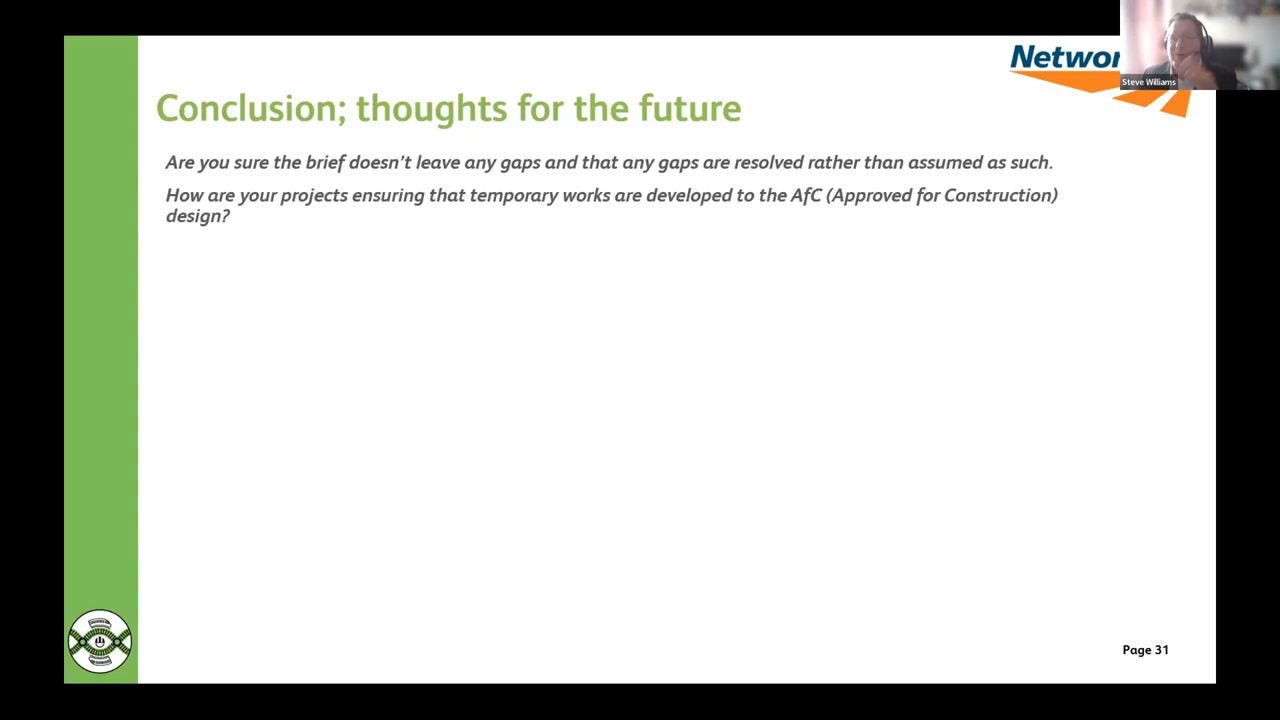 Networ
Steve Williams
Conclusion; thoughts for the future
Are you sure the brief doesn’t leave any gaps and that any gaps are resolved rather than assumed as such.
How are your projects ensuring that temporary works are developed to the AfC (Approved for Construction)
design?
Page 31